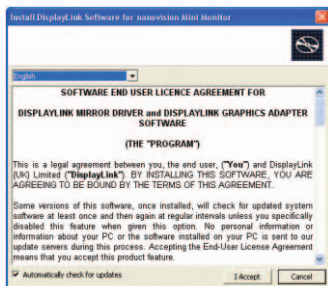 Install DisplayLink Software for nanovision Mini Monitor
English
SOFTWARE END USER LICENCE AGREEMENT FOR
DISPLAYLINK MIRROR DRIVER and DISPLAYLINK GRAPHICS ADAPTER
SOFTWARE
(THE "PROGRAM")
This is a legal agreement between you, the end user, ("You") and DisplayLink
(UK) Limited ("DisplayLink"). BY INSTALLING THIS SOFTWARE, YOU ARE
AGREEING TO BE BOUND BY THE TERMS OF THIS AGREEMENT.
Some versions of this software, once installed, will check for updated system
software at least once and then again at regular intervals unless you specifically
disabled this feature when given this option. No personal information or
information about your PC or the software installed on your PC is sent to our
update servers during this process. Accepting the End-User License Agreement
means that you accept this product feature.
Automatically check for updates
I Accept
Cancel